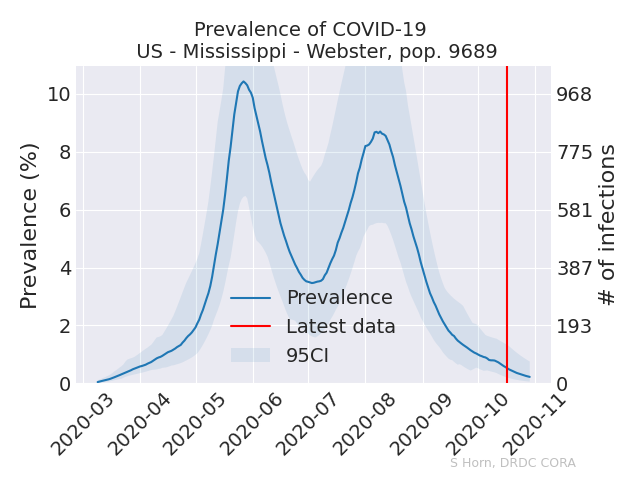 Prevalence of COVID-19
US - Mississippi - Webster, pop. 9689
Prevalence (%)
10
8
6
4
2
0
968
775
581
387
193
0
# of infections
Prevalence
Latest data
95CI
2020-03
2020-04
2020-05
2020-06
2020-07
2020-08
2020-09
2020-10
2020-11
S Horn, DRDC CORA